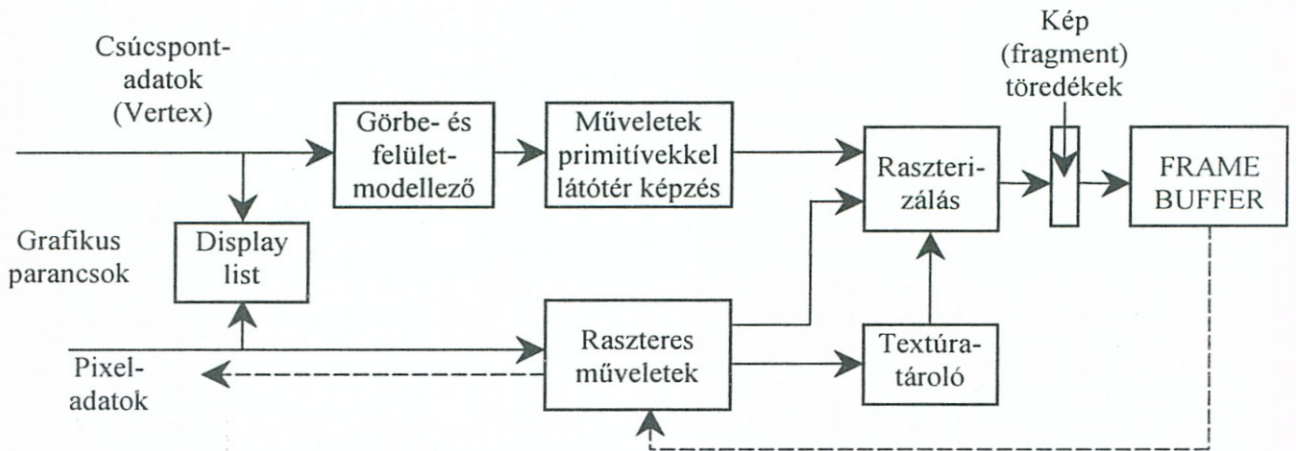 Csúcspont-
adatok
(Vertex)
Görbe- és
felület-
modellező
Műveletek
primitívekkel
látótér képzés
Kép
(fragment)
töredékek
Raszteri-
zálás
FRAME
BUFFER
Grafikus
parancsok
Display
list
Pixel-
adatok
Raszteres
műveletek
Textúra-
tároló